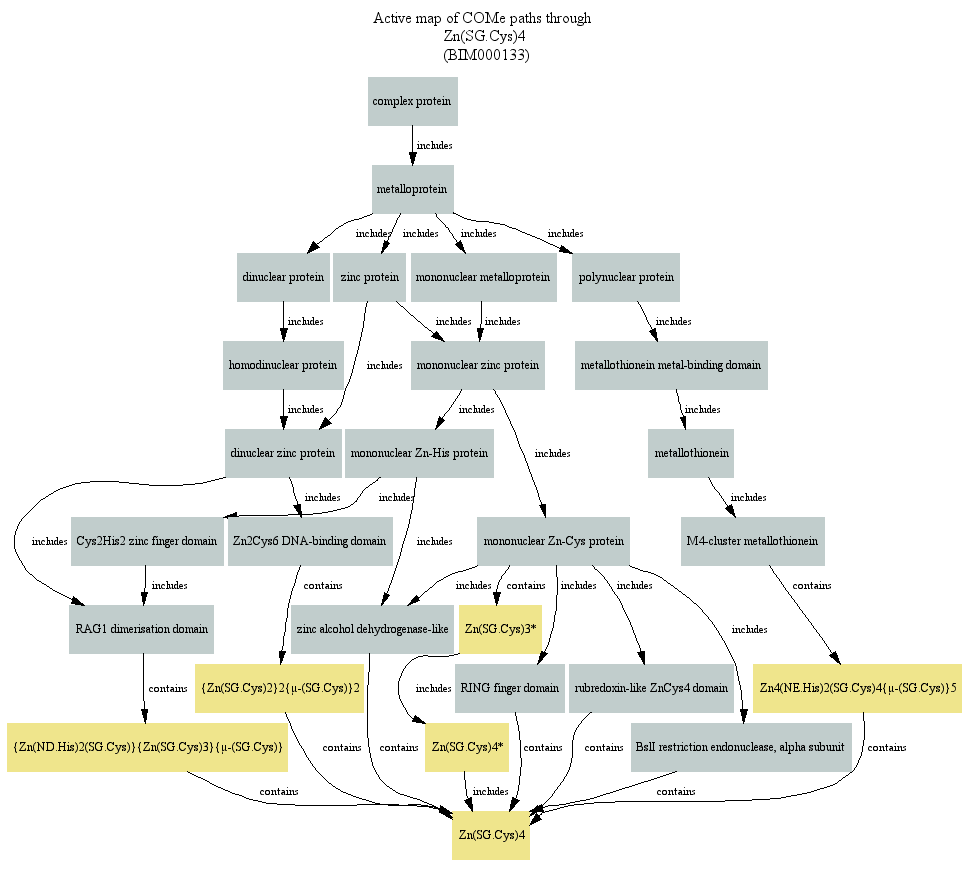 Active map of COMe paths through
Zn(SG.Cys)4
(BIM000133)
complex protein
includes
metalloprotein
includes
includes
includes
includes
dinuclear protein
zinc protein
mononuclear metalloprotein
polynuclear protein
includes
includes
includes
includes
homodinuclear protein
includes
mononuclear zinc protein
metallothionein metal-binding domain
includes
includes
includes
includes
dinuclear zinc protein
mononuclear Zn-His protein
metallothionein
includes
includes
includes
includes
Cys2His2 zinc finger domain
Zn2Cys6 DNA-binding domain
includes
mononuclear Zn-Cys protein
M4-cluster metallothionein
includes
contains
includes
contains
includes
includes
contains
RAG1 dimerisation domain
zinc alcohol dehydrogenase-like
Zn(SG.Cys)3*
includes
contains
{Zn(SG.Cys)2}2{μ-(SG.Cys)}2
includes
RING finger domain
rubredoxin-like ZnCys4 domain
Zn4(NE.His)2(SG.Cys)4{μ-(SG.Cys)}5
{Zn(ND.His)2(SG.Cys)}{Zn(SG.Cys)3}{μ-(SG.Cys)}
contains
contains
Zn(SG.Cys)4*
contains
contains
BslI restriction endonuclease, alpha subunit
contains
contains
includes
contains
Zn(SG.Cys)4